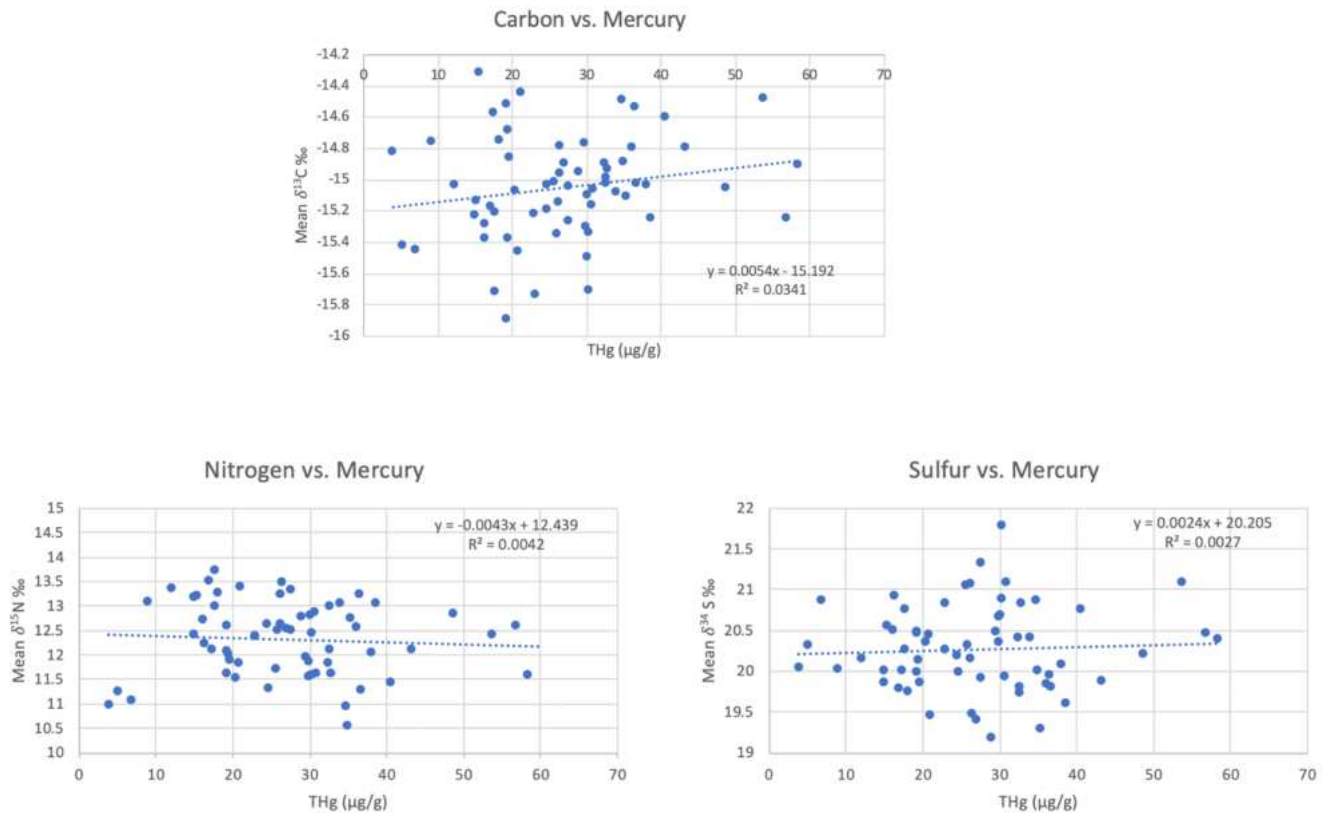 Carbon vs. Mercury
-14.2
0 10 20 30 40 50 60 70
-14.4
-14.6
-14.8
-15
-15.2
-15.4
-15.6
-15.8
-16
Mean δ¹³C ‰
y = 0.0054x - 15.192
R² = 0.0341
THg (µg/g)
Nitrogen vs. Mercury
15
14.5
14
13.5
13
12.5
12
11.5
11
10.5
10
Mean δ¹⁵N ‰
y = -0.0043x + 12.439
R² = 0.0042
0 10 20 30 40 50 60 70
THg (µg/g)
Sulfur vs. Mercury
22
21.5
21
20.5
20
19.5
19
Mean δ³⁴ S ‰
y = 0.0024x + 20.205
R² = 0.0027
0 10 20 30 40 50 60 70
THg (µg/g)